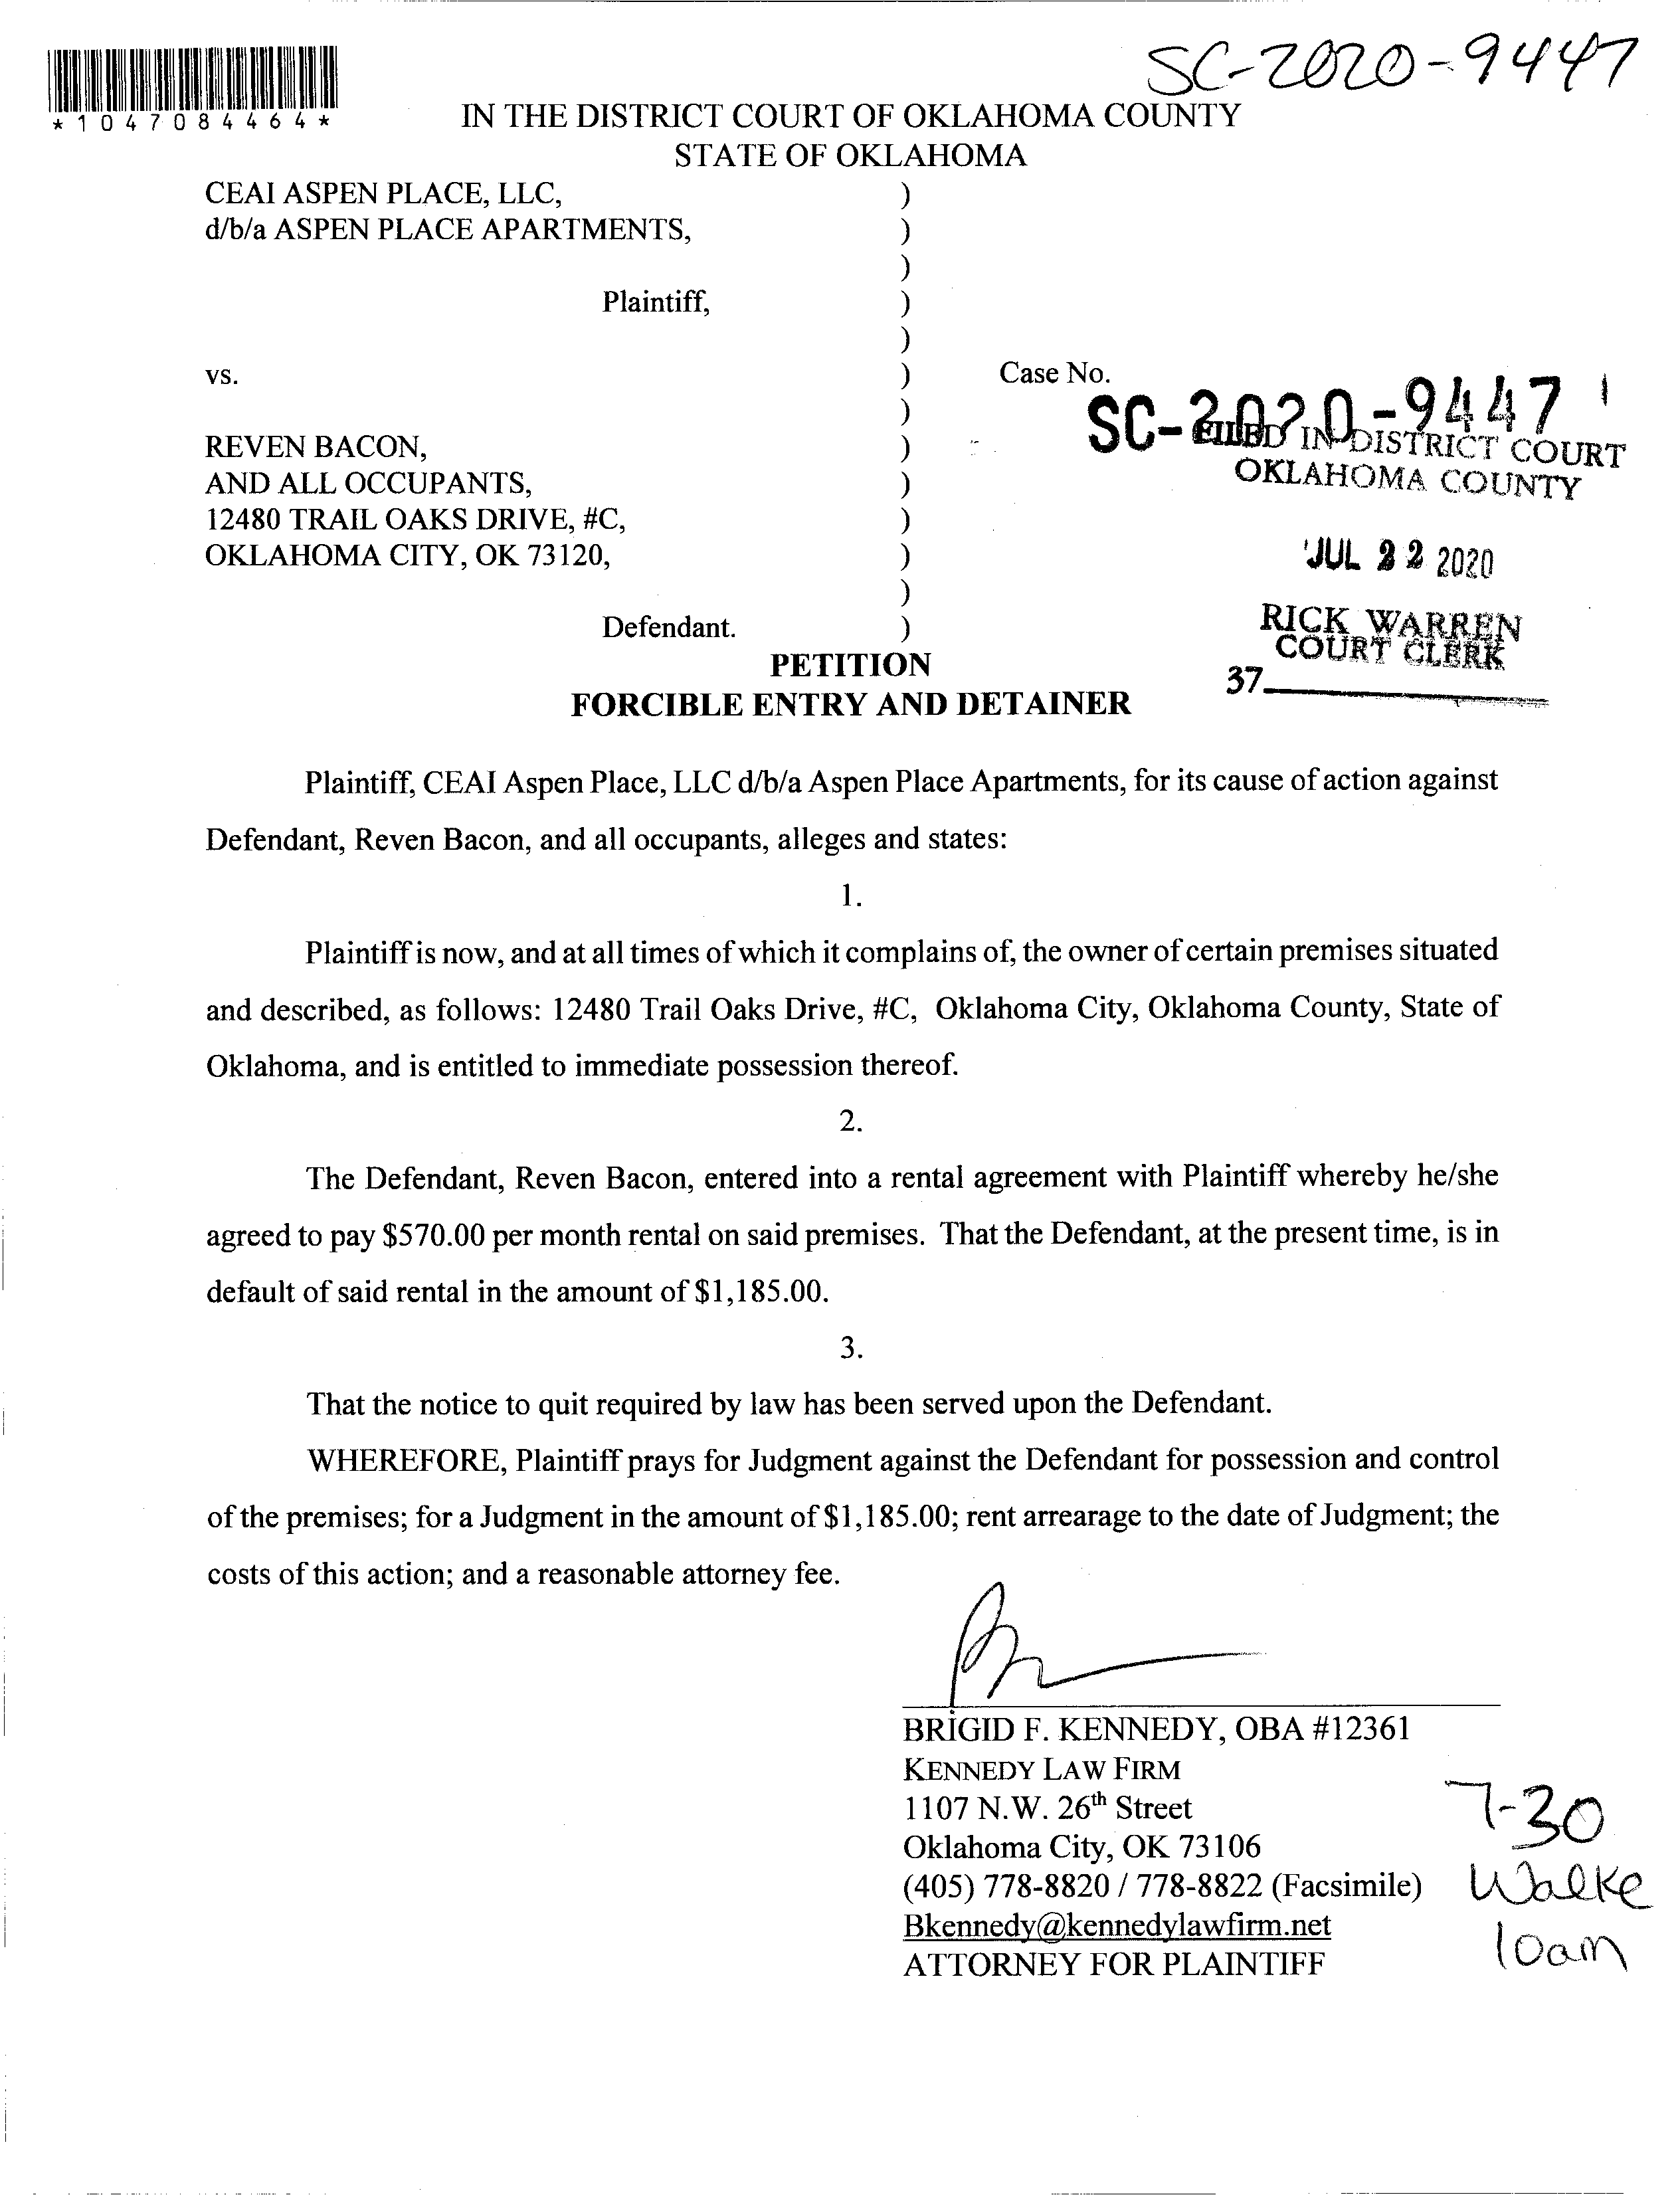 SC-2020-9447
*1047084464*
IN THE DISTRICT COURT OF OKLAHOMA COUNTY
STATE OF OKLAHOMA
CEAI ASPEN PLACE, LLC, )
d/b/a ASPEN PLACE APARTMENTS, )
)
Plaintiff, )
)
vs. ) Case No.
) SC-2020-9447
REVEN BACON, ) FILED IN DISTRICT COURT
AND ALL OCCUPANTS, ) OKLAHOMA COUNTY
12480 TRAIL OAKS DRIVE, #C, )
OKLAHOMA CITY, OK 73120, ) JUL 22 2020
)
Defendant. ) RICK WARREN
COURT CLERK
PETITION
37
FORCIBLE ENTRY AND DETAINER
Plaintiff, CEAI Aspen Place, LLC d/b/a Aspen Place Apartments, for its cause of action against
Defendant, Reven Bacon, and all occupants, alleges and states:
1.
Plaintiff is now, and at all times of which it complains of, the owner of certain premises situated
and described, as follows: 12480 Trail Oaks Drive, #C, Oklahoma City, Oklahoma County, State of
Oklahoma, and is entitled to immediate possession thereof.
2.
The Defendant, Reven Bacon, entered into a rental agreement with Plaintiff whereby he/she
agreed to pay $570.00 per month rental on said premises. That the Defendant, at the present time, is in
default of said rental in the amount of $1,185.00.
3.
That the notice to quit required by law has been served upon the Defendant.
WHEREFORE, Plaintiff prays for Judgment against the Defendant for possession and control
of the premises; for a Judgment in the amount of $1,185.00; rent arrearage to the date of Judgment; the
costs of this action; and a reasonable attorney fee.
BRIGID F. KENNEDY, OBA #12361
KENNEDY LAW FIRM
1107 N.W. 26th Street
Oklahoma City, OK 73106
(405) 778-8820 / 778-8822 (Facsimile)
Bkennedy@kennedylawfirm.net
ATTORNEY FOR PLAINTIFF
7-30
Walke
10am